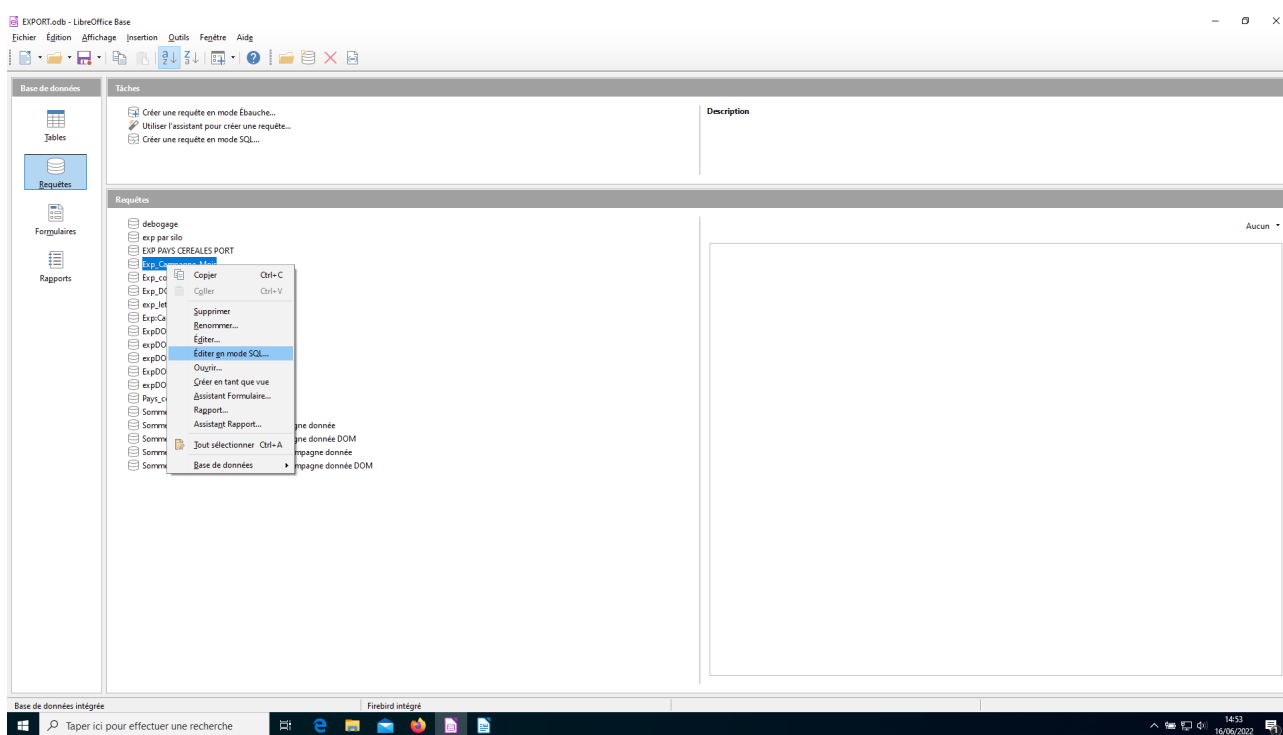 EXPORT.odb - LibreOffice Base
Fichier Édition Affichage Insertion Outils Fenêtre Aide
Base de données
Tâches
Tables
Requêtes
Formulaires
Rapports
Créer une requête en mode Ébauche...
Utiliser l'assistant pour créer une requête...
Créer une requête en mode SQL...
Description
Requêtes
debogage
exp par silo
EXP PAYS CEREALES PORT
Exp_Campagne_Mois
Exp_co
Exp_DO
exp_let
Exp:Ca
ExpDO
expDO
expDO
ExpDO
expDO
Pays_co
Somme
Somme gne donnée
Somme gne donnée DOM
Somme mpagne donnée
Somme mpagne donnée DOM
Copier Ctrl+C
Coller Ctrl+V
Supprimer
Renommer...
Éditer...
Éditer en mode SQL...
Ouvrir...
Créer en tant que vue
Assistant Formulaire...
Rapport...
Assistant Rapport...
Tout sélectionner Ctrl+A
Base de données
Aucun
Base de données intégrée
Firebird intégré
Taper ici pour effectuer une recherche
14:53
16/06/2022